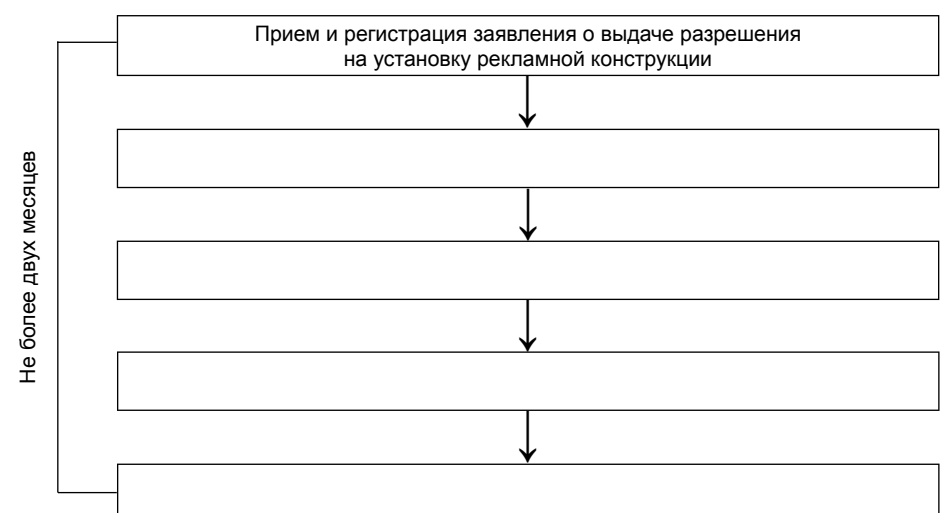 Прием и регистрация заявления о выдаче разрешения
на установку рекламной конструкции
Не более двух месяцев